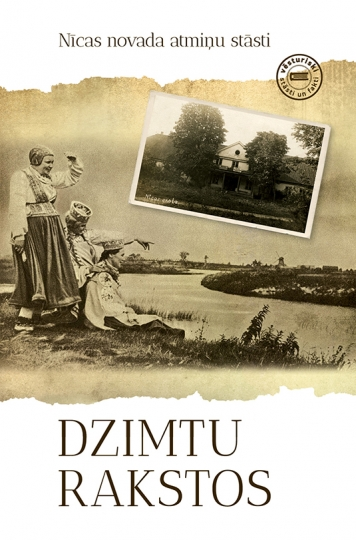 Nīcas novada atmiņu stāsti
vēsturiski
stāsti un fakti
DZIMTU
RAKSTOS